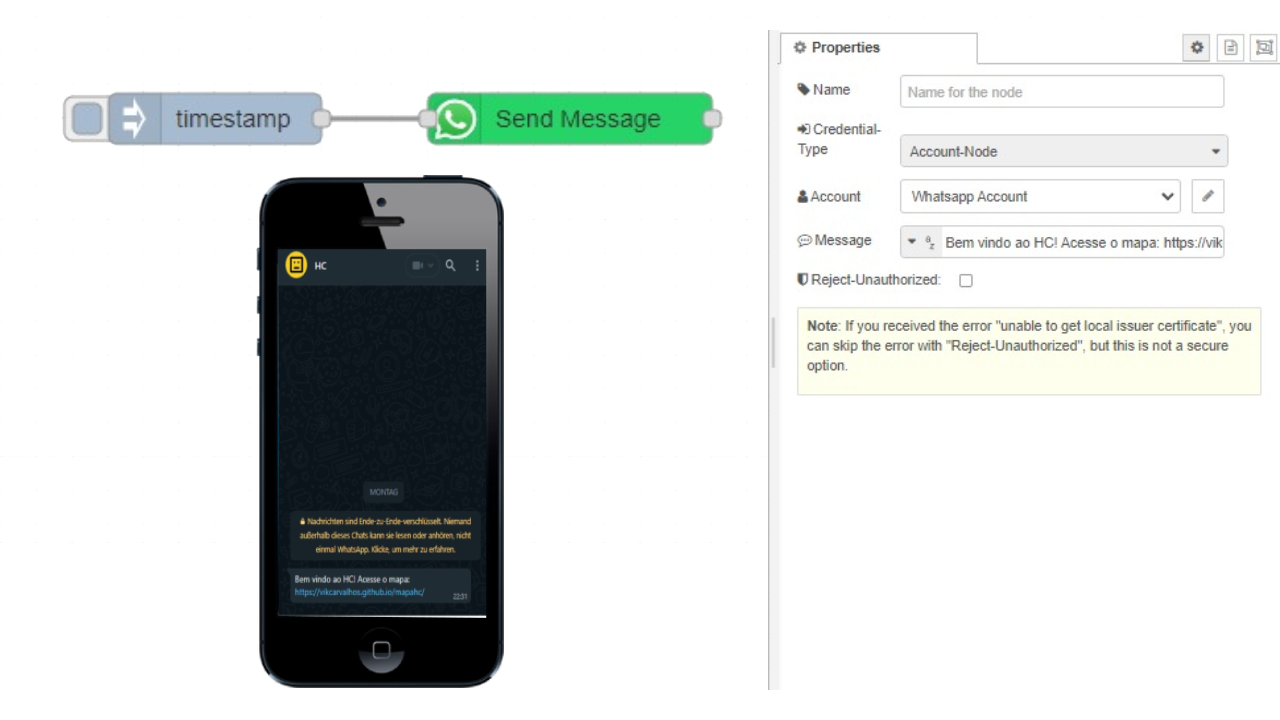 timestamp
Send Message
HC
MONTAG
Nachrichten sind Ende-zu-Ende-verschlüsselt. Niemand
außerhalb dieses Chats kann sie lesen oder anhören, nicht
einmal WhatsApp. Klicke, um mehr zu erfahren.
Bem vindo ao HC! Acesse o mapa:
https://vikcarvalhos.github.io/mapahc/
22:31
Properties
Name
Name for the node
Credential-
Type
Account-Node
Account
Whatsapp Account
Message
a
z
Bem vindo ao HC! Acesse o mapa: https://vik
Reject-Unauthorized:
Note: If you received the error "unable to get local issuer certificate", you
can skip the error with "Reject-Unauthorized", but this is not a secure
option.